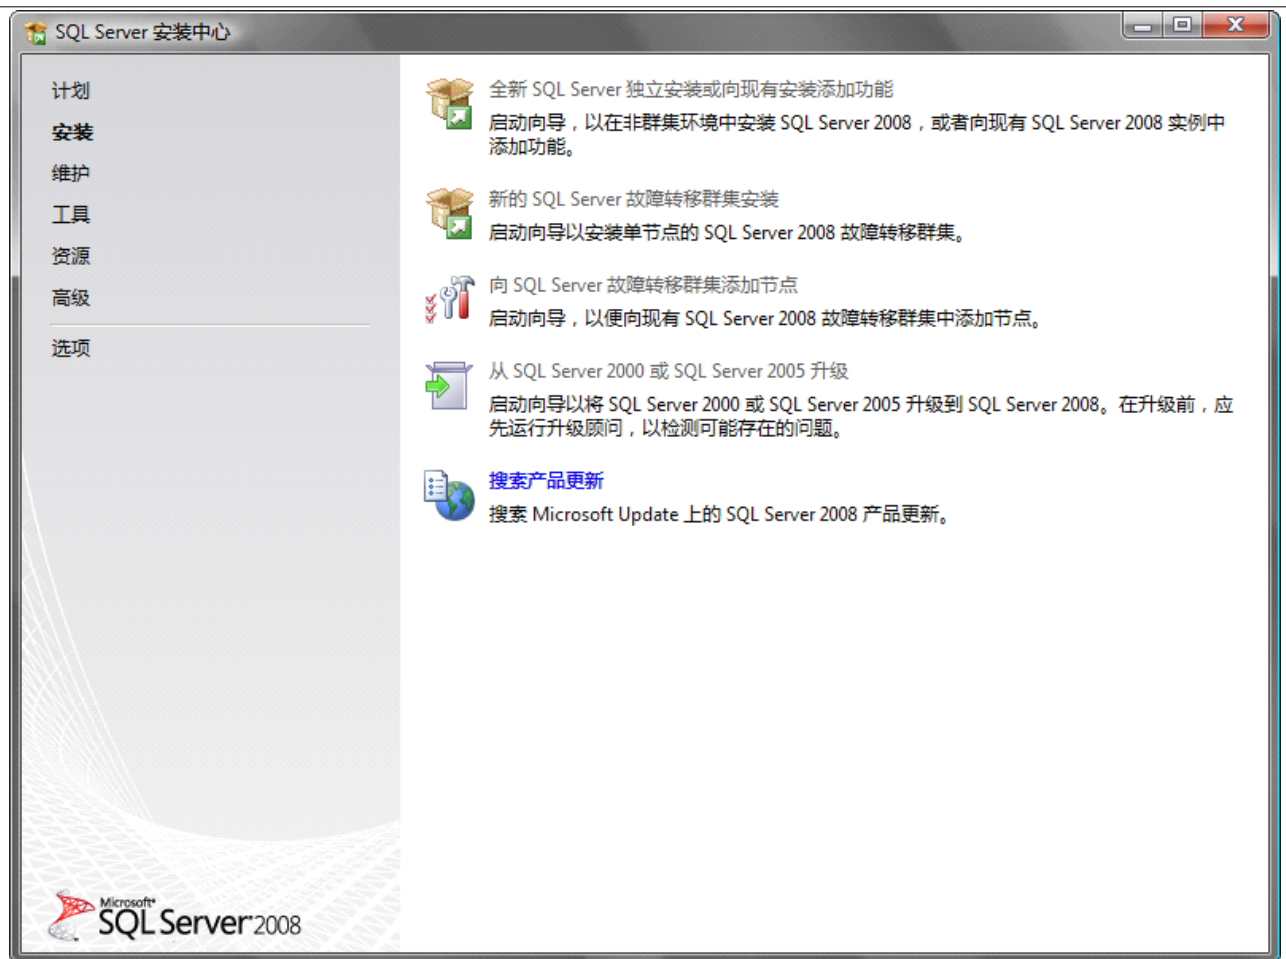 SQL Server 安装中心
计划
安装
维护
工具
资源
高级
选项
全新 SQL Server 独立安装或向现有安装添加功能
启动向导，以在非群集环境中安装 SQL Server 2008，或者向现有 SQL Server 2008 实例中
添加功能。
新的 SQL Server 故障转移群集安装
启动向导以安装单节点的 SQL Server 2008 故障转移群集。
向 SQL Server 故障转移群集添加节点
启动向导，以便向现有 SQL Server 2008 故障转移群集中添加节点。
从 SQL Server 2000 或 SQL Server 2005 升级
启动向导以将 SQL Server 2000 或 SQL Server 2005 升级到 SQL Server 2008。在升级前，应
先运行升级顾问，以检测可能存在的问题。
搜索产品更新
搜索 Microsoft Update 上的 SQL Server 2008 产品更新。
Microsoft
SQL Server 2008